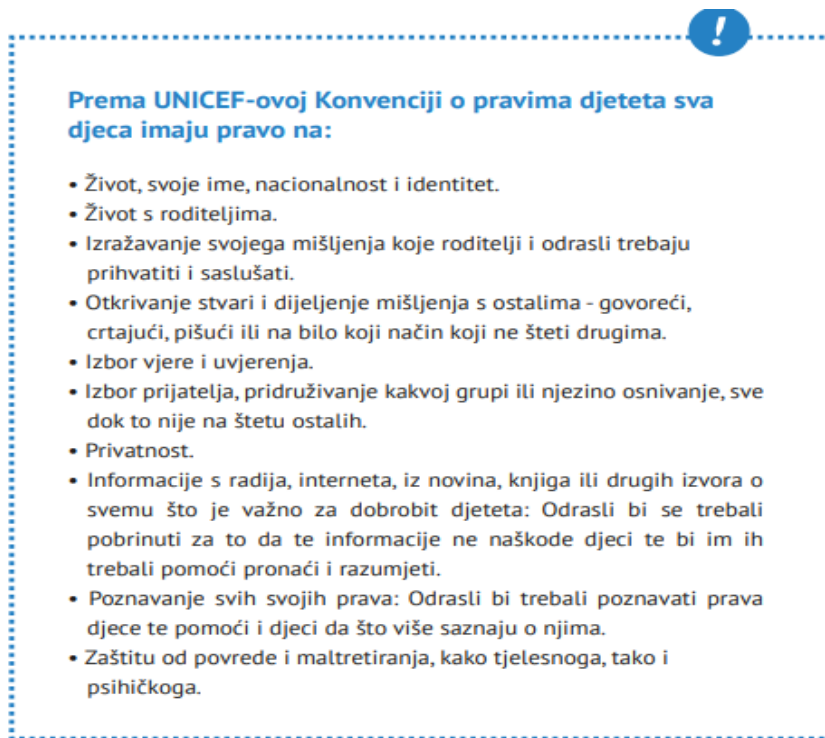 !
Prema UNICEF-ovoj Konvenciji o pravima djeteta sva
djeca imaju pravo na:
• Život, svoje ime, nacionalnost i identitet.
• Život s roditeljima.
• Izražavanje svojega mišljenja koje roditelji i odrasli trebaju
prihvatiti i saslušati.
• Otkrivanje stvari i dijeljenje mišljenja s ostalima - govoreći,
crtajući, pišući ili na bilo koji način koji ne šteti drugima.
• Izbor vjere i uvjerenja.
• Izbor prijatelja, pridruživanje kakvoj grupi ili njezino osnivanje, sve
dok to nije na štetu ostalih.
• Privatnost.
• Informacije s radija, interneta, iz novina, knjiga ili drugih izvora o
svemu što je važno za dobrobit djeteta: Odrasli bi se trebali
pobrinuti za to da te informacije ne naškode djeci te bi im ih
trebali pomoći pronaći i razumjeti.
• Poznavanje svih svojih prava: Odrasli bi trebali poznavati prava
djece te pomoći i djeci da što više saznaju o njima.
• Zaštitu od povrede i maltretiranja, kako tjelesnoga, tako i
psihičkoga.